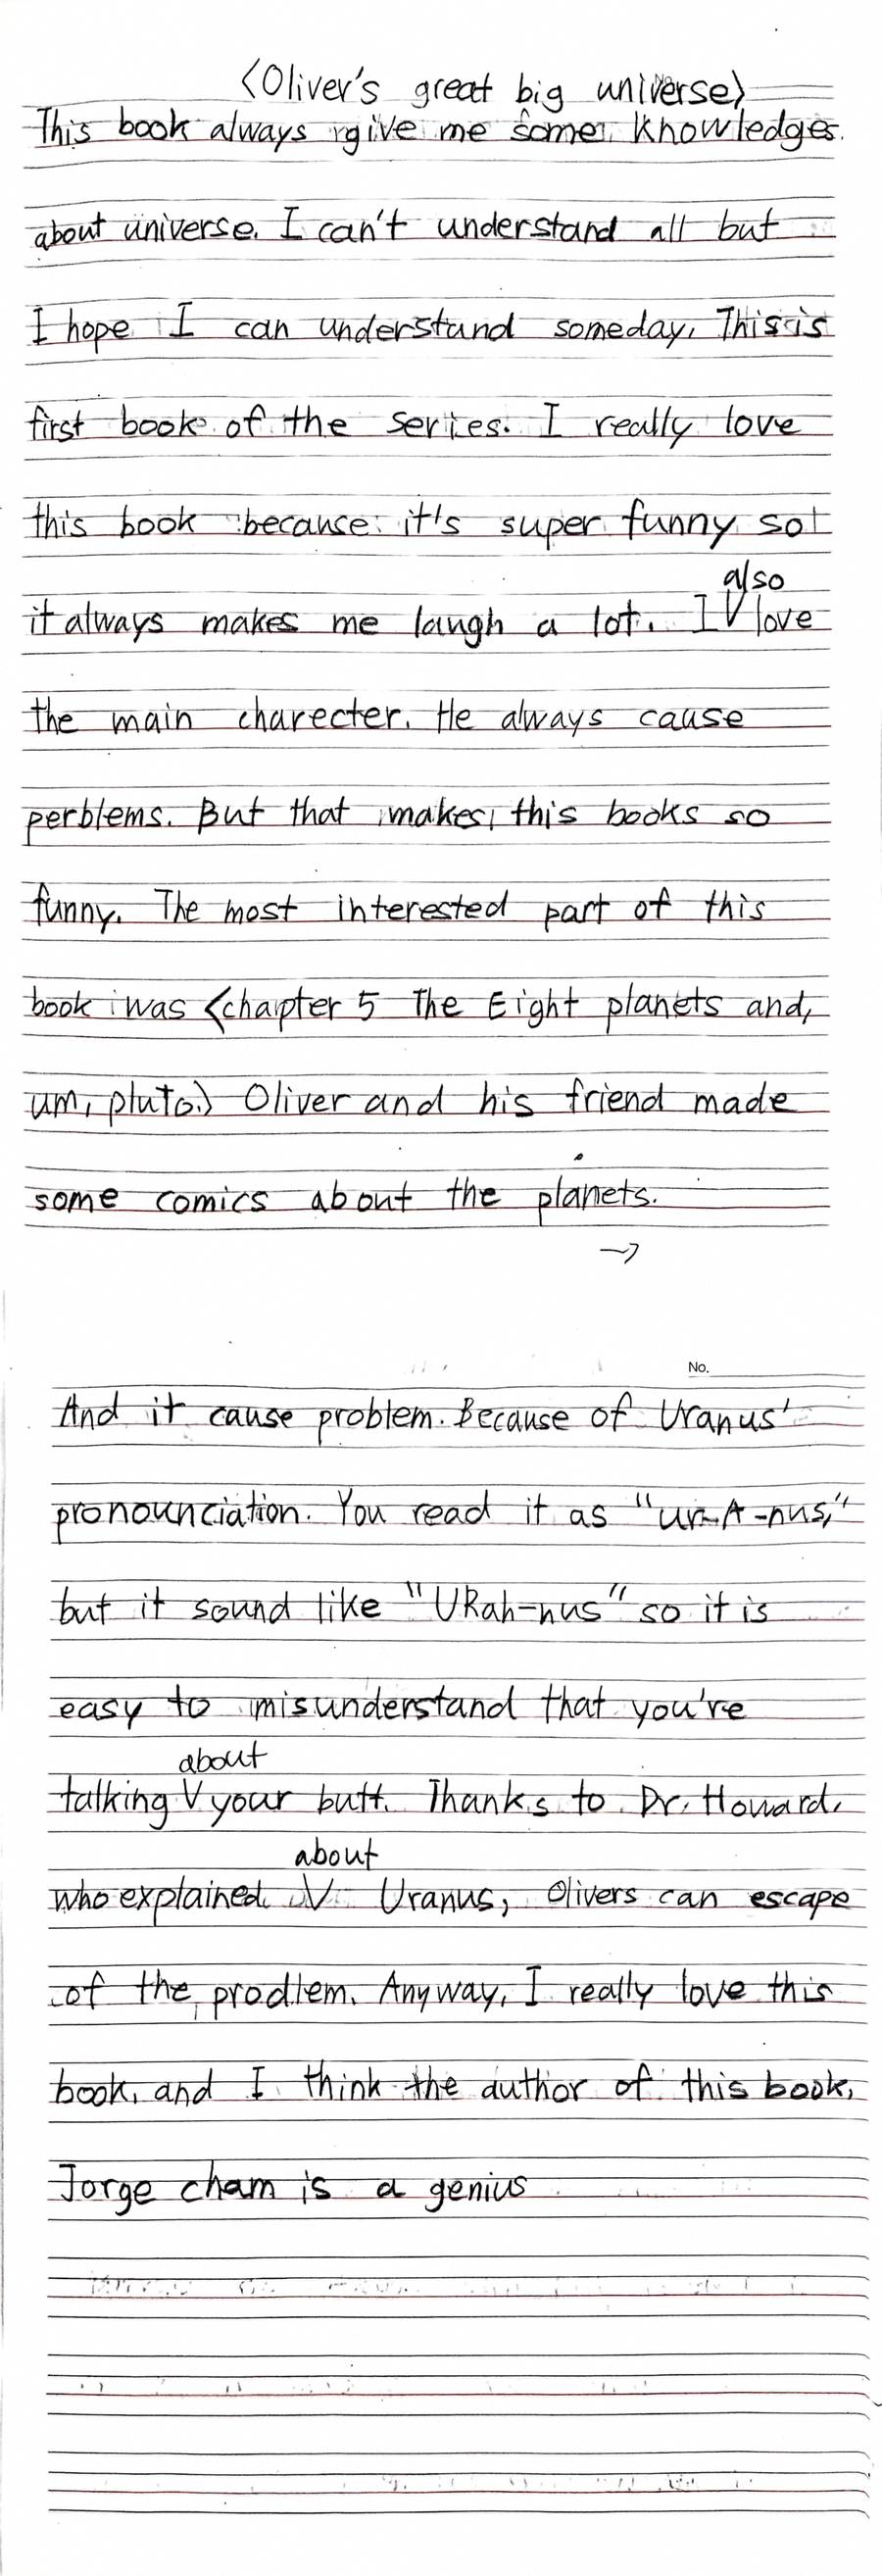 <Oliver's great big universe>
This book always give me some knowledges
about universe. I can't understand all but
I hope I can understand someday. This is
first book of the series. I really love
this book because it's super funny so
it always makes me laugh a lot. I also love
the main charecter. He always cause
perblems. But that makes this books so
funny. The most interested part of this
book was <chapter 5 The Eight planets and,
um, pluto.> Oliver and his friend made
some comics about the planets.
→
No.
And it cause problem. Because of Uranus'
pronounciation. You read it as "ur-A-nus,"
but it sound like "URah-nus" so it is
easy to misunderstand that you're
talking about your butt. Thanks to Dr. Howard,
who explained about Uranus, Olivers can escape
of the prodlem. Anyway, I really love this
book, and I think the author of this book,
Jorge cham is a genius